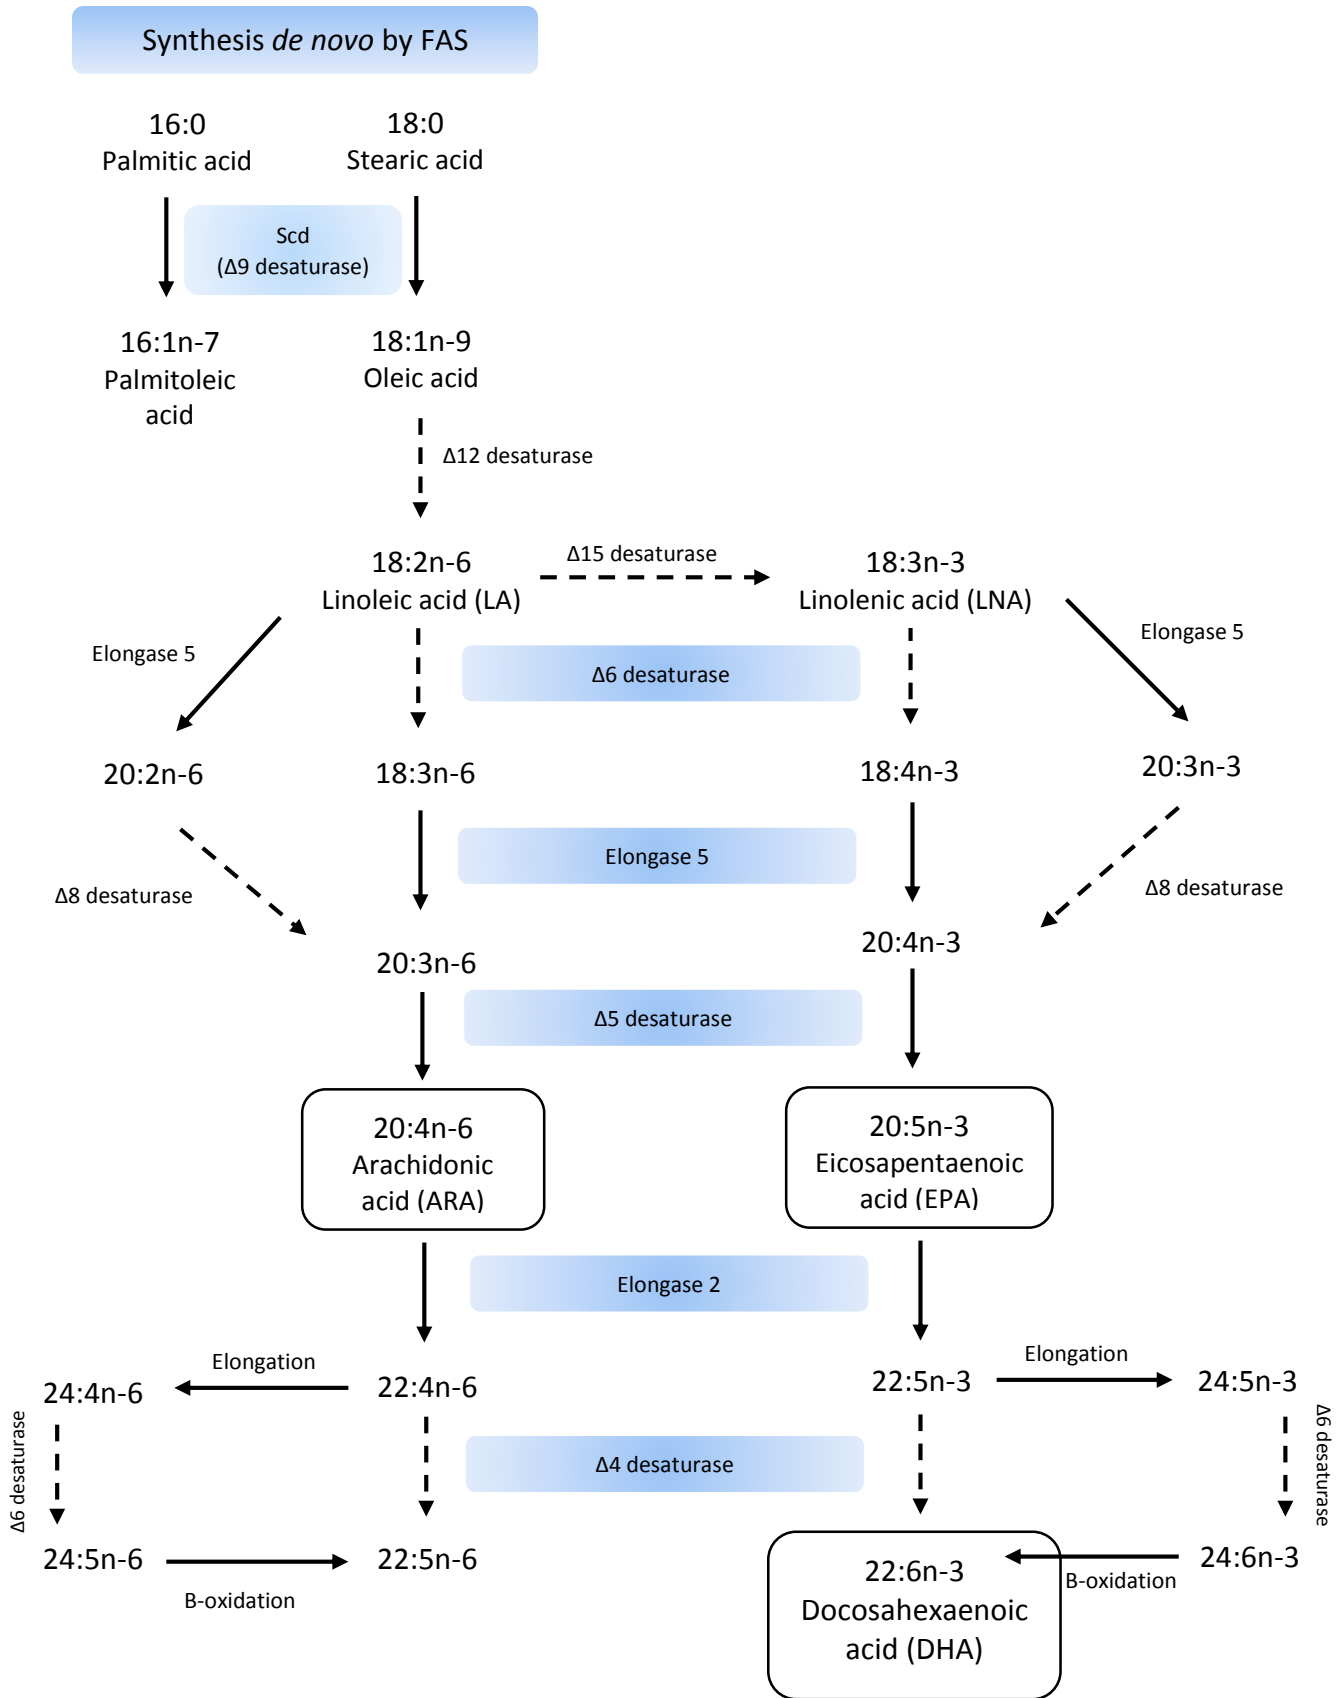 Synthesis de novo by FAS
16:0
Palmitic acid
18:0
Stearic acid
Scd
(Δ9 desaturase)
16:1n-7
Palmitoleic
acid
18:1n-9
Oleic acid
Δ12 desaturase
18:2n-6
Linoleic acid (LA)
Δ15 desaturase
18:3n-3
Linolenic acid (LNA)
Elongase 5
Δ6 desaturase
Elongase 5
20:2n-6
18:3n-6
18:4n-3
20:3n-3
Δ8 desaturase
Elongase 5
Δ8 desaturase
20:3n-6
20:4n-3
Δ5 desaturase
20:4n-6
Arachidonic
acid (ARA)
20:5n-3
Eicosapentaenoic
acid (EPA)
Elongase 2
24:4n-6
Elongation
22:4n-6
22:5n-3
Elongation
24:5n-3
Δ6 desaturase
Δ4 desaturase
Δ6 desaturase
24:5n-6
B-oxidation
22:5n-6
22:6n-3
Docosahexaenoic
acid (DHA)
B-oxidation
24:6n-3